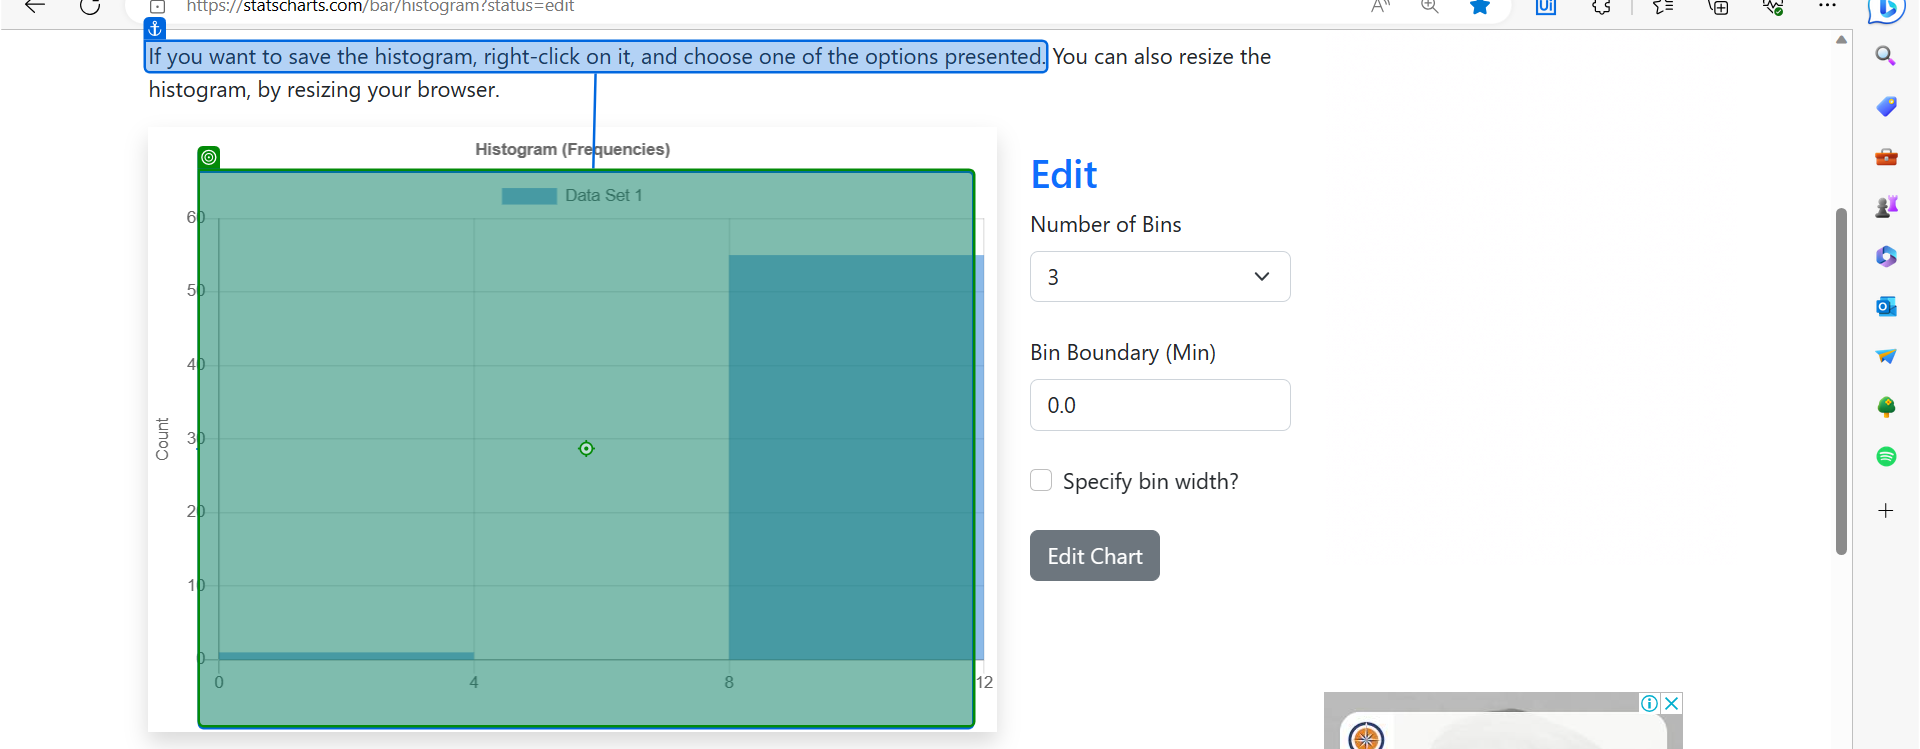 https://statscharts.com/bar/histogram?status=edit
If you want to save the histogram, right-click on it, and choose one of the options presented. You can also resize the
histogram, by resizing your browser.
Histogram (Frequencies)
Data Set 1
60
50
40
30
20
10
0
Count
0 4 8 12
Edit
Number of Bins
3
Bin Boundary (Min)
0.0
Specify bin width?
Edit Chart